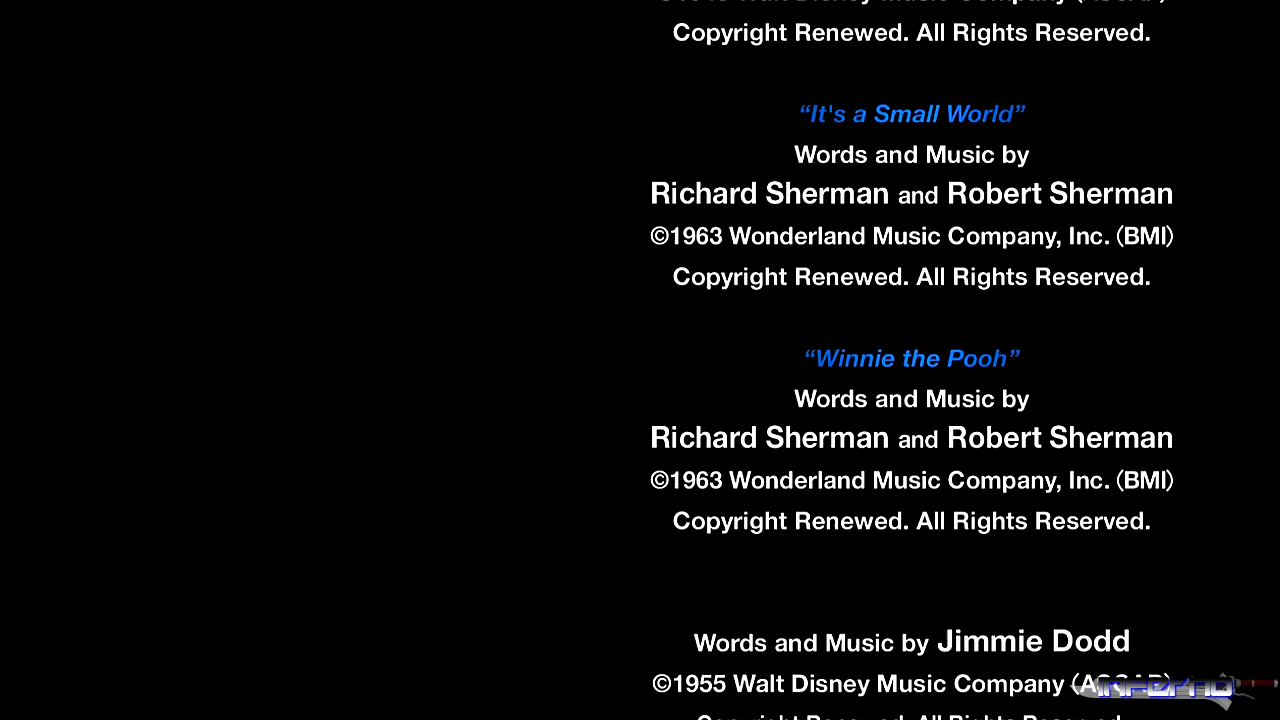 Copyright Renewed. All Rights Reserved.
“It's a Small World”
Words and Music by
Richard Sherman and Robert Sherman
©1963 Wonderland Music Company, Inc. (BMI)
Copyright Renewed. All Rights Reserved.
“Winnie the Pooh”
Words and Music by
Richard Sherman and Robert Sherman
©1963 Wonderland Music Company, Inc. (BMI)
Copyright Renewed. All Rights Reserved.
Words and Music by Jimmie Dodd
©1955 Walt Disney Music Company (ASCAP)